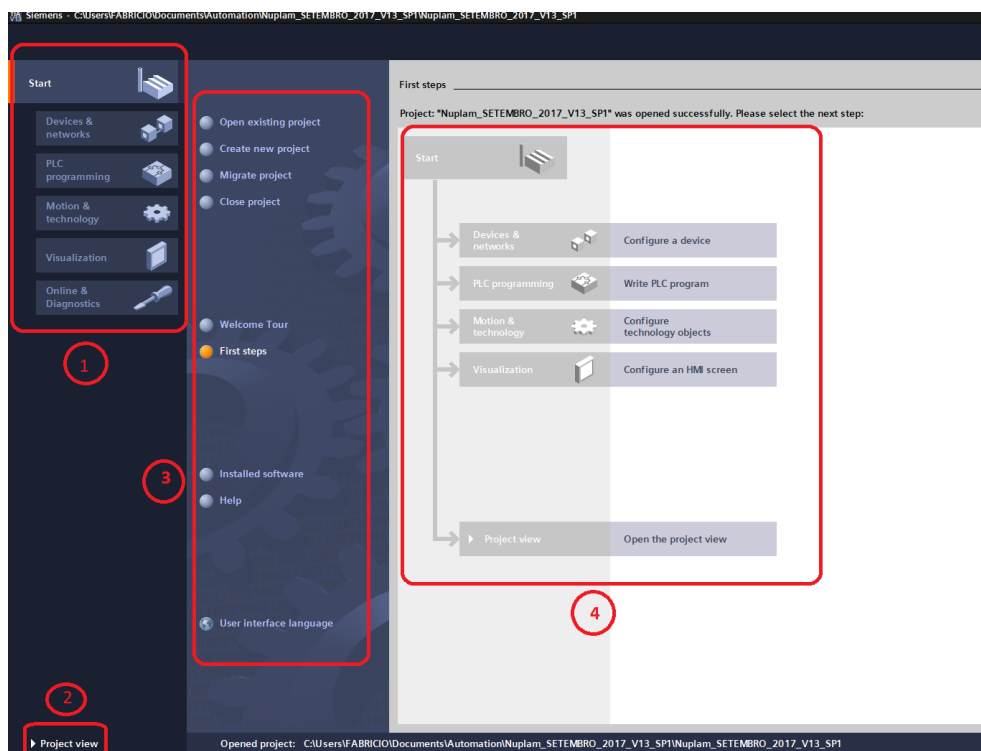 Siemens - C:\Users\FABRICIO\Documents\Automation\Nuplam_SETEMBRO_2017_V13_SP1\Nuplam_SETEMBRO_2017_V13_SP1
Start
Devices &
networks
PLC
programming
Motion &
technology
Visualization
Online &
Diagnostics
1
2
Project view
Open existing project
Create new project
Migrate project
Close project
Welcome Tour
First steps
3
Installed software
Help
User interface language
First steps
Project: "Nuplam_SETEMBRO_2017_V13_SP1" was opened successfully. Please select the next step:
Start
Devices &
networks
Configure a device
PLC programming
Write PLC program
Motion &
technology
Configure
technology objects
Visualization
Configure an HMI screen
Project view
Open the project view
4
Opened project: C:\Users\FABRICIO\Documents\Automation\Nuplam_SETEMBRO_2017_V13_SP1\Nuplam_SETEMBRO_2017_V13_SP1